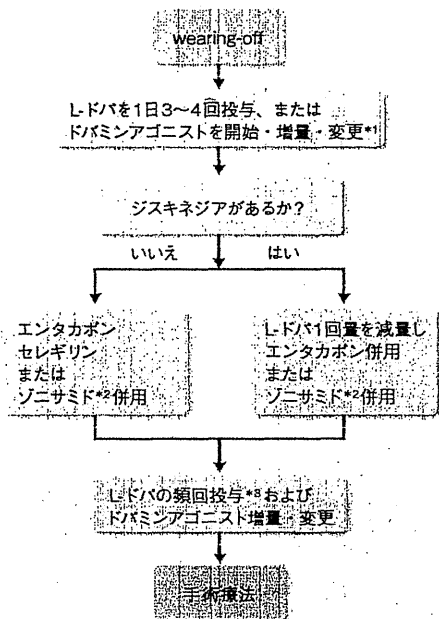 wearing-off
L-ドパを1日3〜4回投与、または
ドパミンアゴニストを開始・増量・変更*1
ジスキネジアがあるか?
いいえ
はい
エンタカポン
セレギリン
または
ゾニサミド*2併用
L-ドパ1回量を減量し
エンタカポン併用
または
ゾニサミド*2併用
L-ドパの頻回投与*3および
ドパミンアゴニスト増量・変更
手術療法